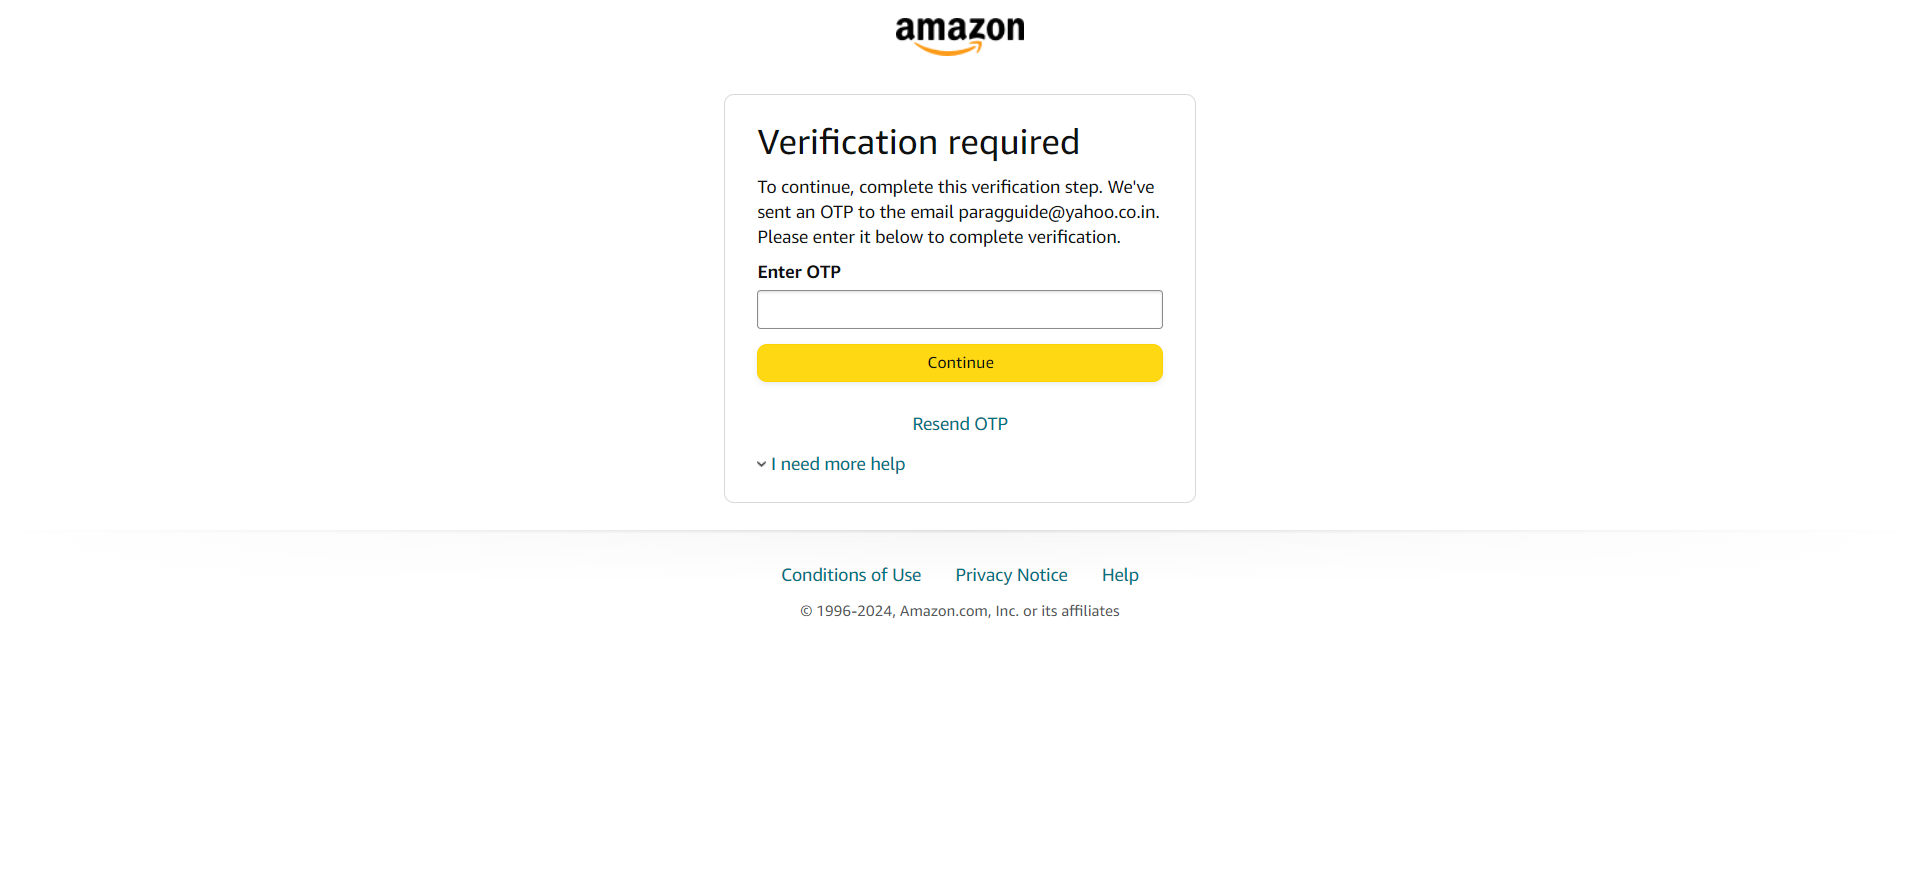 amazon
Verification required
To continue, complete this verification step. We've
sent an OTP to the email paragguide@yahoo.co.in.
Please enter it below to complete verification.
Enter OTP
Continue
Resend OTP
I need more help
Conditions of Use Privacy Notice Help
© 1996-2024, Amazon.com, Inc. or its affiliates